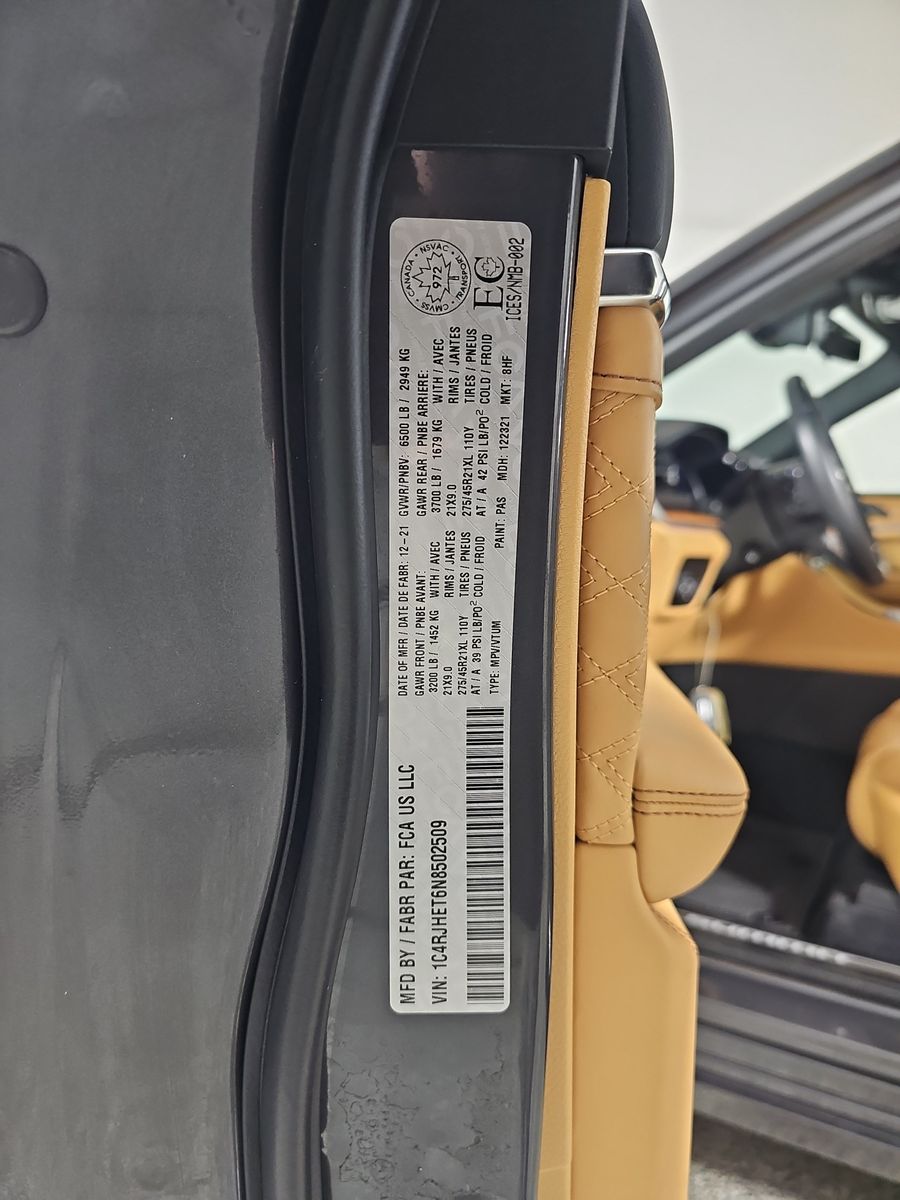 MFD BY / FABR PAR: FCA US LLC
VIN: 1C4RJHET6N8502509
DATE OF MFR / DATE DE FABR: 12-21 GVWR/PNBV: 6500 LB / 2949 KG
GAWR FRONT / PNBE AVANT: GAWR REAR / PNBE ARRIERE:
3200 LB / 1452 KG WITH / AVEC 3700 LB / 1679 KG WITH / AVEC
21X9.0 RIMS / JANTES 21X9.0 RIMS / JANTES
275/45R21XL 110Y TIRES / PNEUS 275/45R21XL 110Y TIRES / PNEUS
AT / A 39 PSI LB/PO² COLD / FROID AT / A 42 PSI LB/PO² COLD / FROID
TYPE: MPV/VTUM PAINT: PAS MDH: 122321 MKT: 8HF
CANADA • NSVAC • TRANSPORT • CMVSS •
972
T
EC
ICES/NMB-002